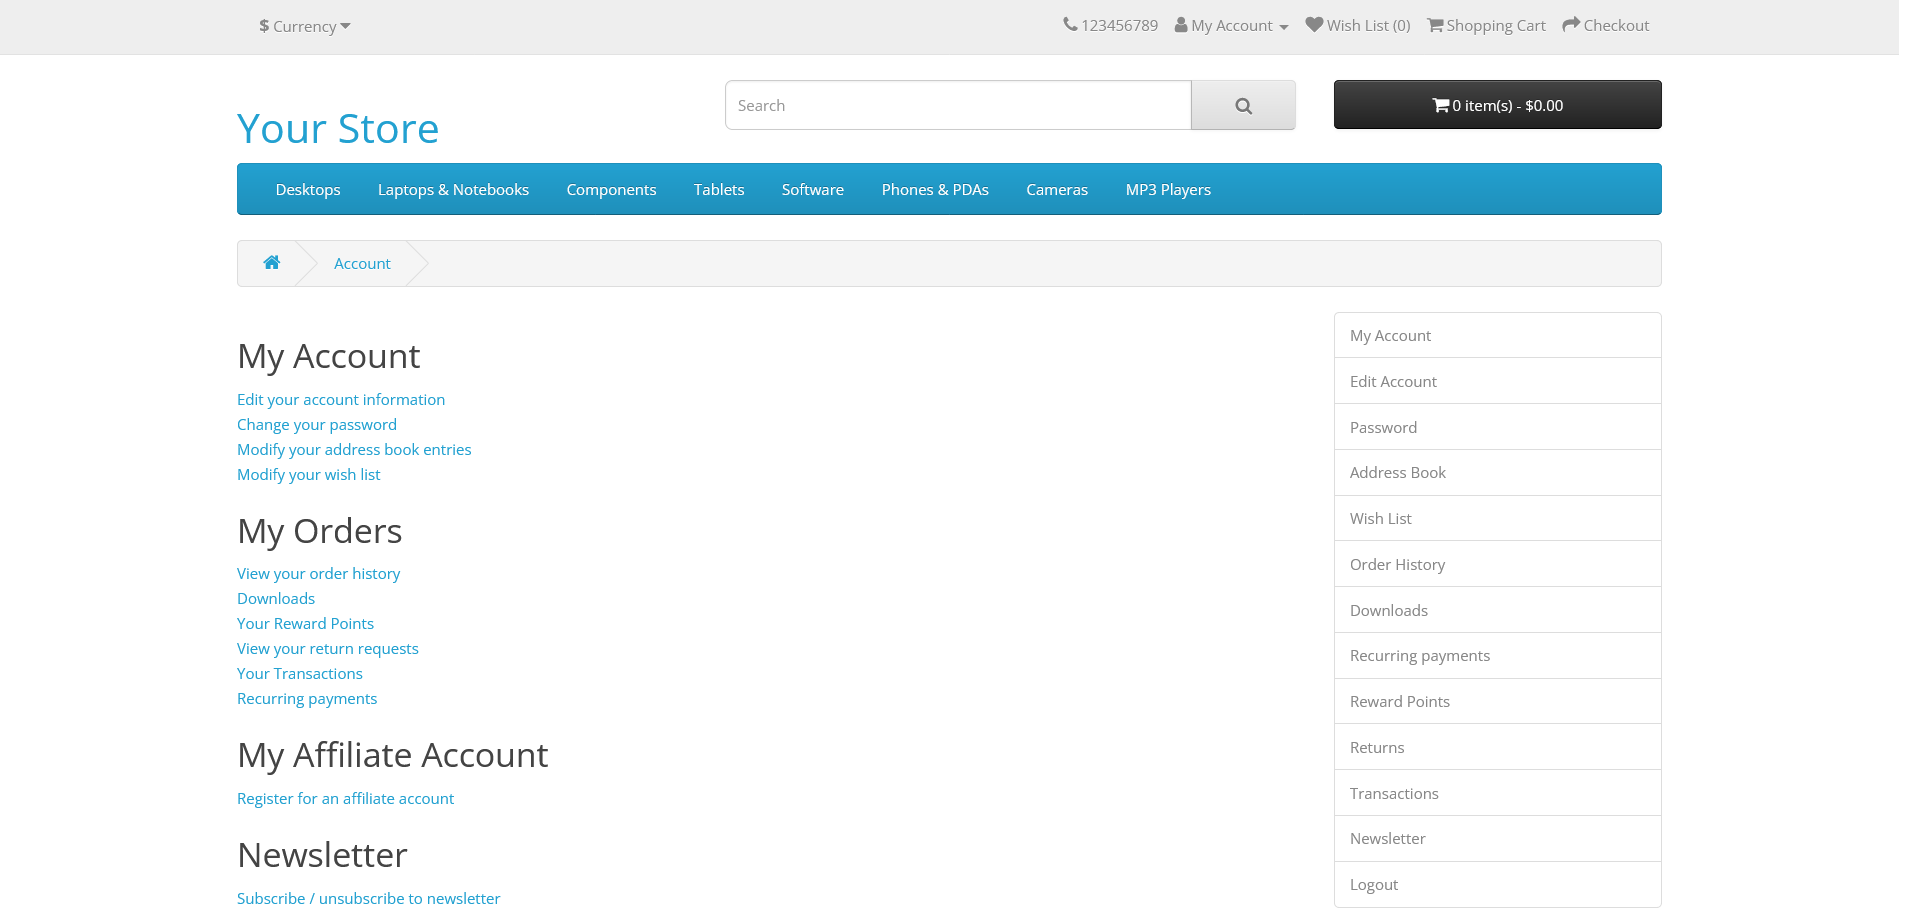 $ Currency
123456789 My Account Wish List (0) Shopping Cart Checkout
Your Store
Search
0 item(s) - $0.00
Desktops Laptops & Notebooks Components Tablets Software Phones & PDAs Cameras MP3 Players
Account
My Account
Edit your account information
Change your password
Modify your address book entries
Modify your wish list
My Orders
View your order history
Downloads
Your Reward Points
View your return requests
Your Transactions
Recurring payments
My Affiliate Account
Register for an affiliate account
Newsletter
Subscribe / unsubscribe to newsletter
My Account
Edit Account
Password
Address Book
Wish List
Order History
Downloads
Recurring payments
Reward Points
Returns
Transactions
Newsletter
Logout